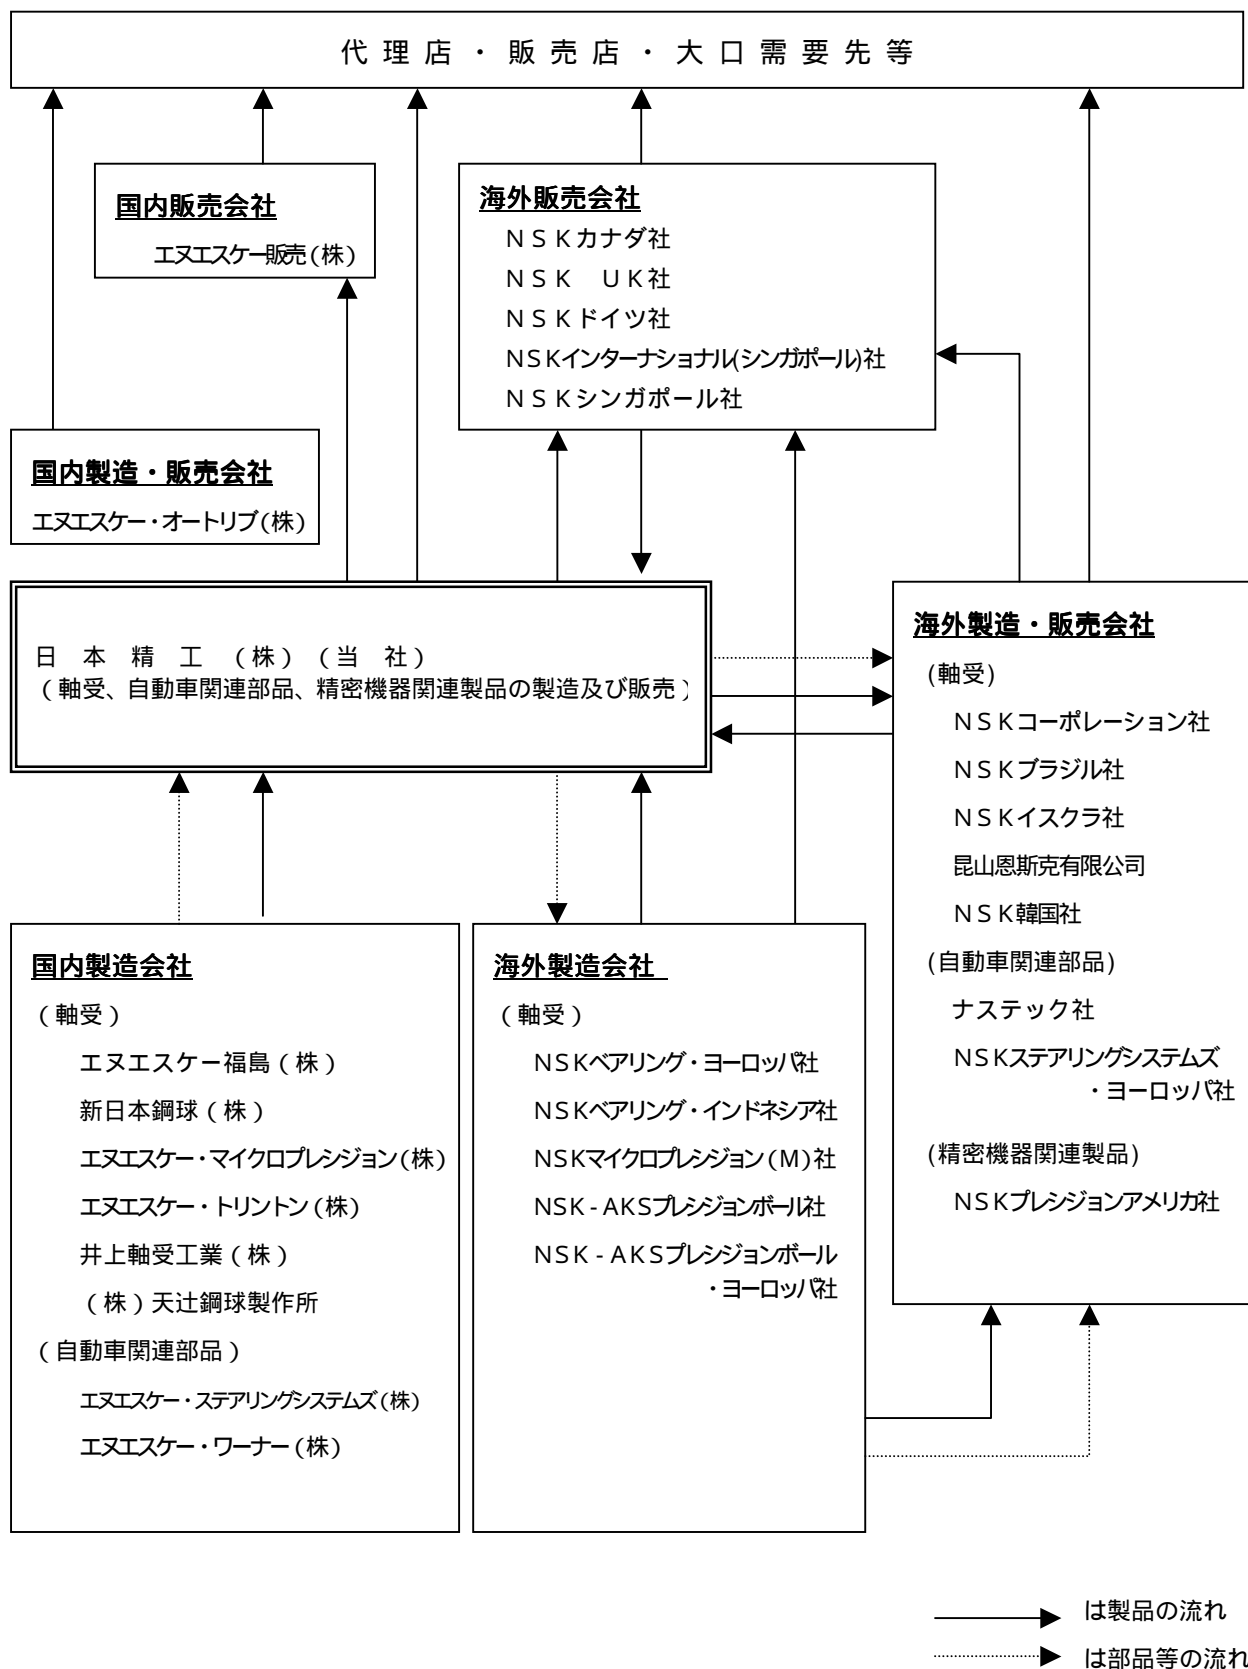 代理店・販売店・大口需要先等
国内販売会社
エヌエスケー販売(株)
海外販売会社
NSKカナダ社
NSK UK社
NSKドイツ社
NSKインターナショナル(シンガポール)社
NSKシンガポール社
国内製造・販売会社
エヌエスケー・オートリブ(株)
日本精工(株)(当社)
(軸受、自動車関連部品、精密機器関連製品の製造及び販売)
海外製造・販売会社
(軸受)
NSKコーポレーション社
NSKブラジル社
NSKイスクラ社
昆山恩斯克有限公司
NSK韓国社
(自動車関連部品)
ナステック社
NSKステアリングシステムズ
・ヨーロッパ社
(精密機器関連製品)
NSKプレシジョンアメリカ社
国内製造会社
(軸受)
エヌエスケー福島(株)
新日本鋼球(株)
エヌエスケー・マイクロプレシジョン(株)
エヌエスケー・トリントン(株)
井上軸受工業(株)
(株)天辻鋼球製作所
(自動車関連部品)
エヌエスケー・ステアリングシステムズ(株)
エヌエスケー・ワーナー(株)
海外製造会社
(軸受)
NSKベアリング・ヨーロッパ社
NSKベアリング・インドネシア社
NSKマイクロプレシジョン(M)社
NSK-AKSプレシジョンボール社
NSK-AKSプレシジョンボール
・ヨーロッパ社
は製品の流れ
は部品等の流れ